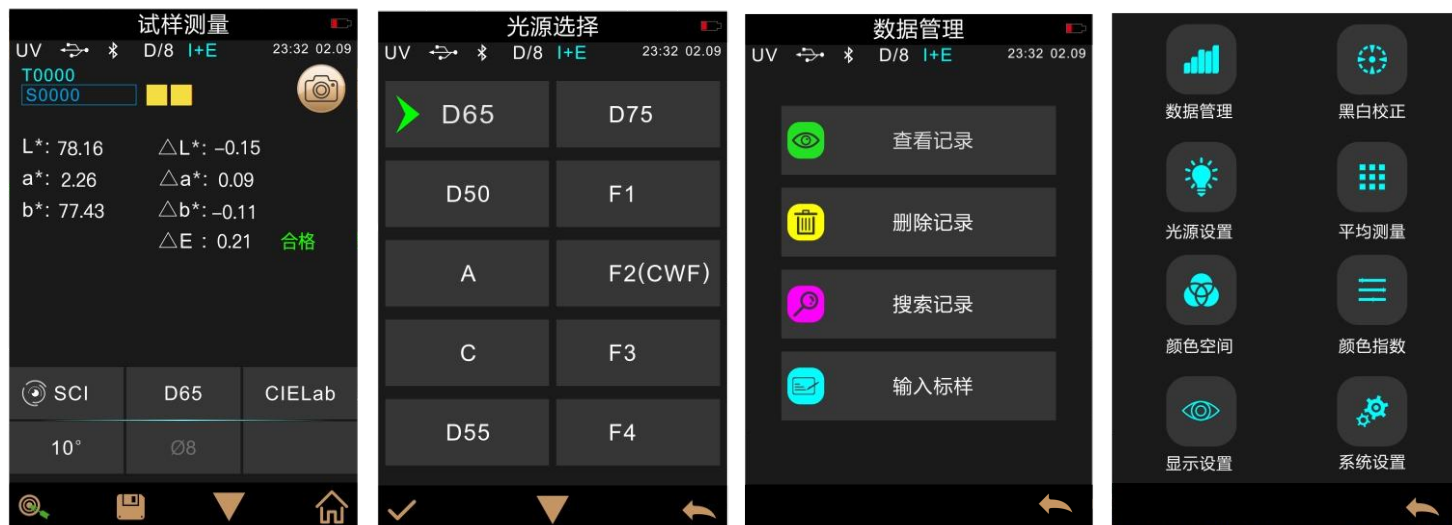 试样测量
UV D/8 I+E 23:32 02.09
T0000
S0000
L*: 78.16 △L*: –0.15
a*: 2.26 △a*: 0.09
b*: 77.43 △b*: –0.11
△E : 0.21 合格
SCI D65 CIELab
10° Ø8
光源选择
UV D/8 I+E 23:32 02.09
D65 D75
D50 F1
A F2(CWF)
C F3
D55 F4
数据管理
UV D/8 I+E 23:32 02.09
查看记录
删除记录
搜索记录
输入标样
数据管理 黑白校正
光源设置 平均测量
颜色空间 颜色指数
显示设置 系统设置